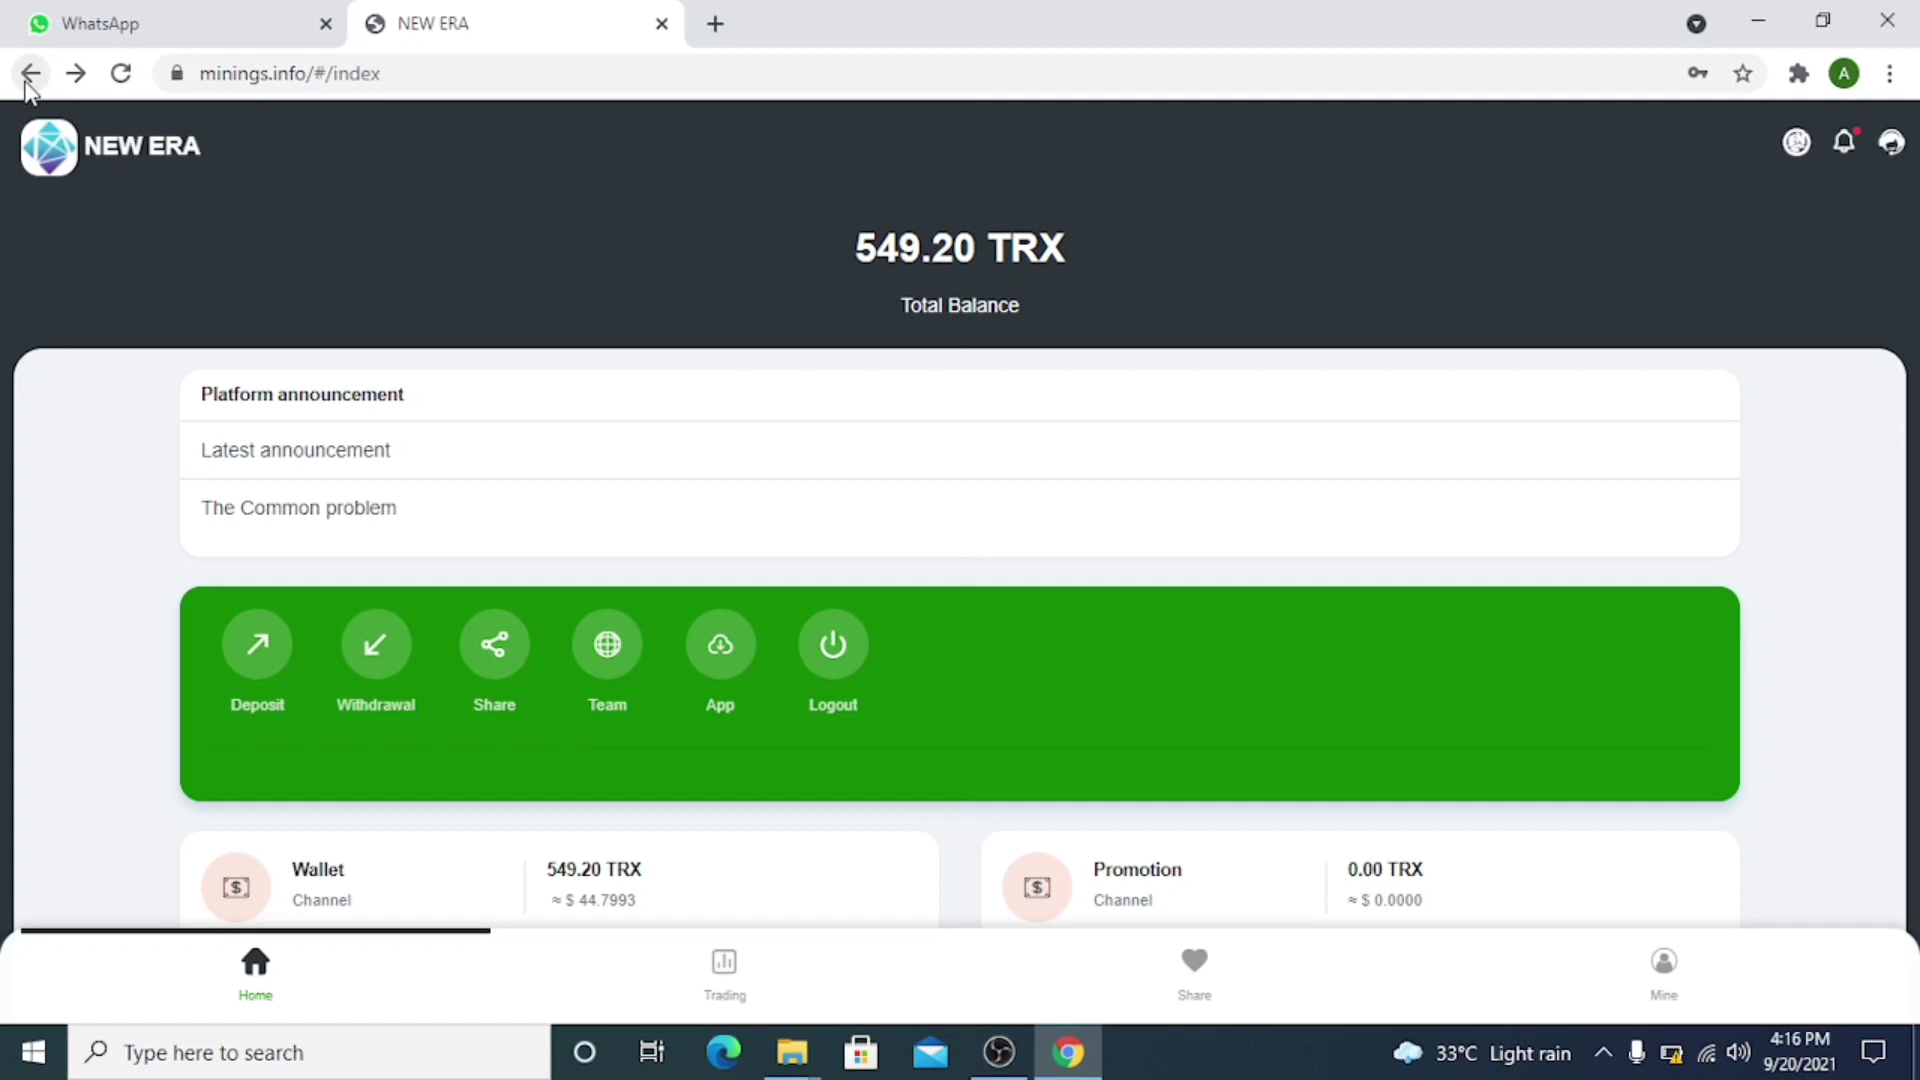 WhatsApp
NEW ERA
minings.info/#/index
A
NEW ERA
549.20 TRX
Total Balance
Platform announcement
Latest announcement
The Common problem
Deposit Withdrawal Share Team App Logout
Wallet 549.20 TRX
Channel ≈ $ 44.7993
Promotion 0.00 TRX
Channel ≈ $ 0.0000
Home Trading Share Mine
Type here to search
33°C Light rain
4:16 PM
9/20/2021